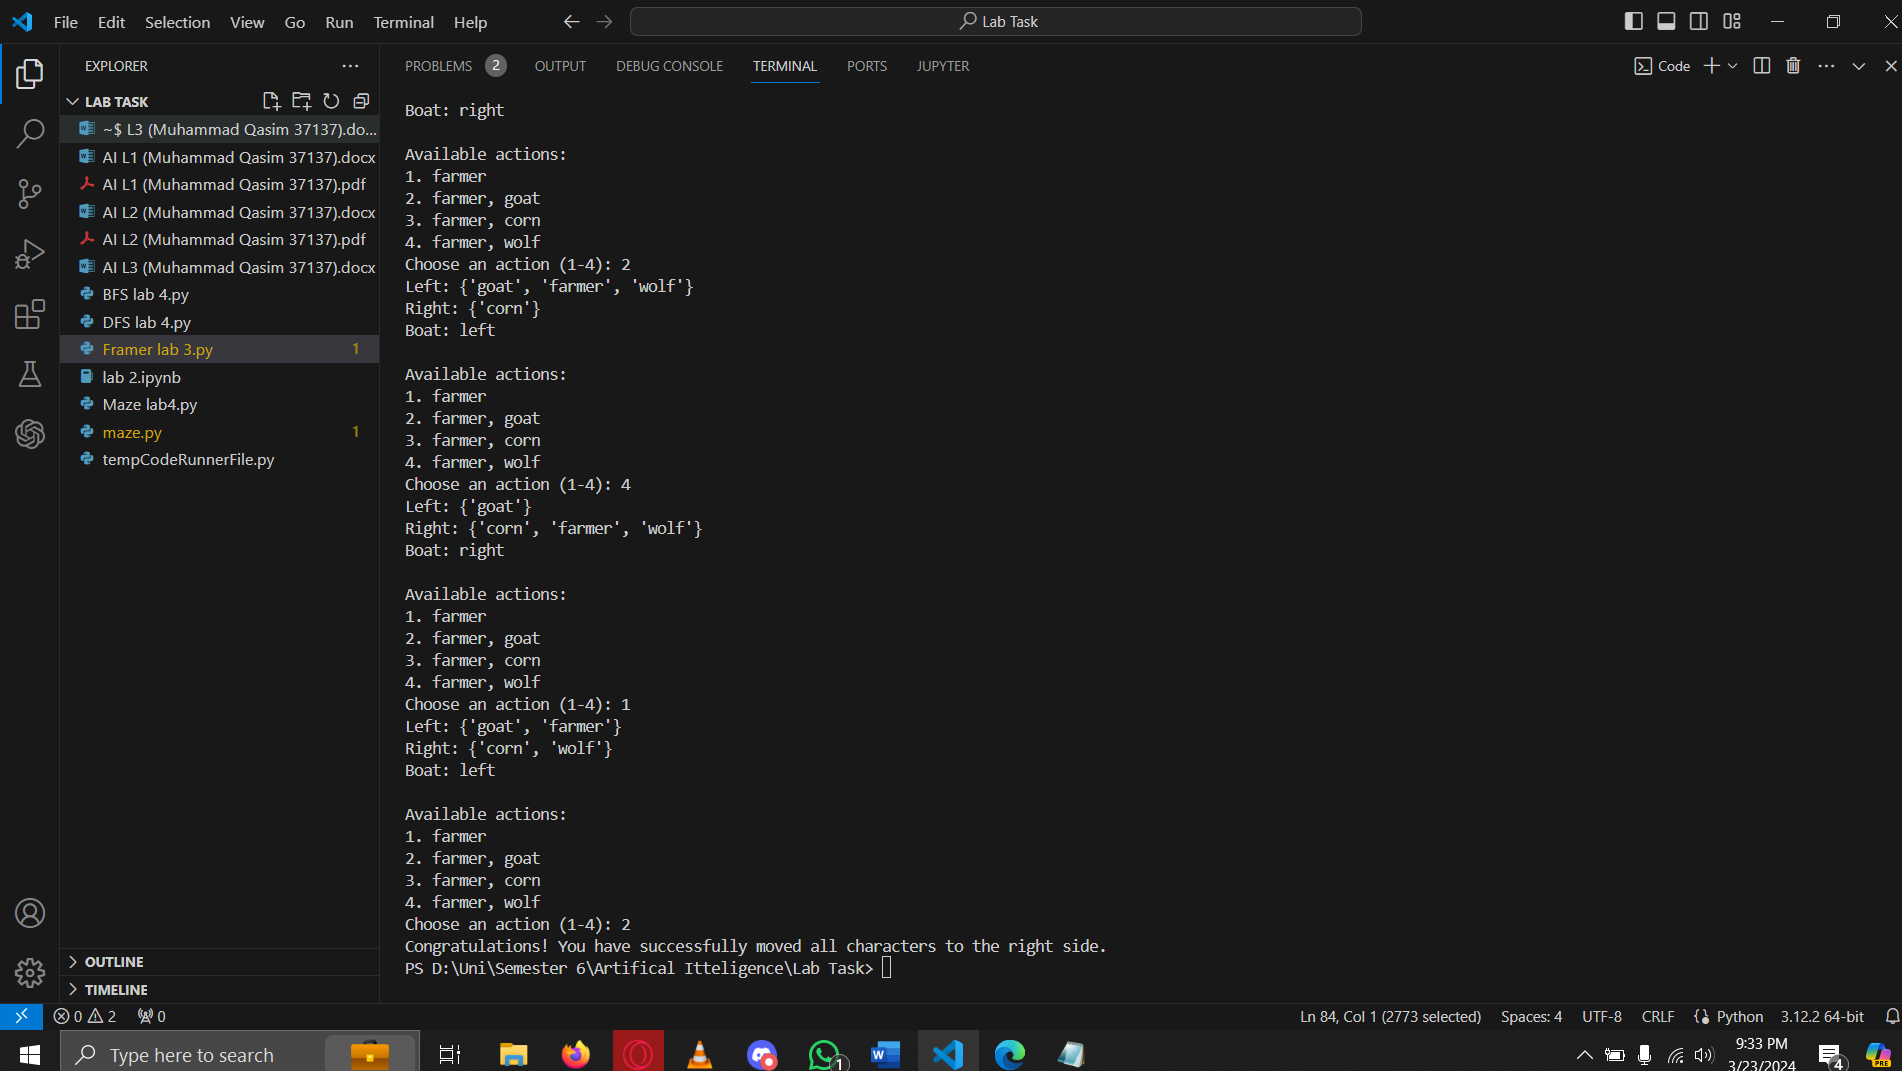 File Edit Selection View Go Run Terminal Help
Lab Task
EXPLORER
LAB TASK
~$ L3 (Muhammad Qasim 37137).do...
AI L1 (Muhammad Qasim 37137).docx
AI L1 (Muhammad Qasim 37137).pdf
AI L2 (Muhammad Qasim 37137).docx
AI L2 (Muhammad Qasim 37137).pdf
AI L3 (Muhammad Qasim 37137).docx
BFS lab 4.py
DFS lab 4.py
Framer lab 3.py 1
lab 2.ipynb
Maze lab4.py
maze.py 1
tempCodeRunnerFile.py
OUTLINE
TIMELINE
PROBLEMS 2 OUTPUT DEBUG CONSOLE TERMINAL PORTS JUPYTER
Code
Boat: right
Available actions:
1. farmer
2. farmer, goat
3. farmer, corn
4. farmer, wolf
Choose an action (1-4): 2
Left: {'goat', 'farmer', 'wolf'}
Right: {'corn'}
Boat: left
Available actions:
1. farmer
2. farmer, goat
3. farmer, corn
4. farmer, wolf
Choose an action (1-4): 4
Left: {'goat'}
Right: {'corn', 'farmer', 'wolf'}
Boat: right
Available actions:
1. farmer
2. farmer, goat
3. farmer, corn
4. farmer, wolf
Choose an action (1-4): 1
Left: {'goat', 'farmer'}
Right: {'corn', 'wolf'}
Boat: left
Available actions:
1. farmer
2. farmer, goat
3. farmer, corn
4. farmer, wolf
Choose an action (1-4): 2
Congratulations! You have successfully moved all characters to the right side.
PS D:\Uni\Semester 6\Artifical Itteligence\Lab Task>
0 2 0
Ln 84, Col 1 (2773 selected) Spaces: 4 UTF-8 CRLF Python 3.12.2 64-bit
Type here to search
1
9:33 PM
3/23/2024
4
PRE